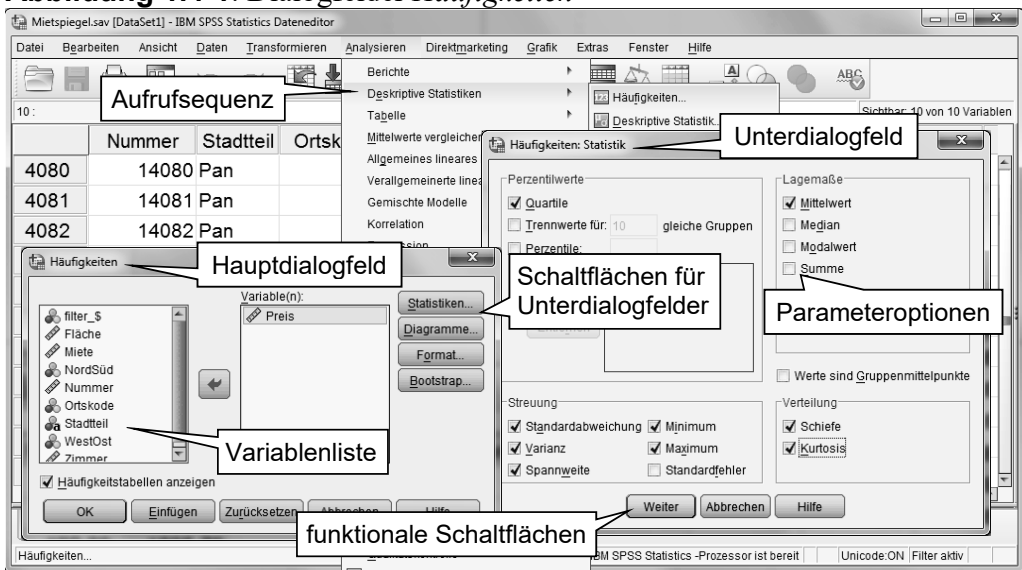 Mietspiegel.sav [DataSet1] - IBM SPSS Statistics Dateneditor
Datei Bearbeiten Ansicht Daten Transformieren Analysieren Direktmarketing Grafik Extras Fenster Hilfe
Aufrufsequenz
Berichte
Deskriptive Statistiken
Tabelle
Mittelwerte vergleichen
Allgemeines lineares
Verallgemeinerte linea
Gemischte Modelle
Korrelation
Häufigkeiten...
Deskriptive Statistik...
10 :
Sichtbar: 10 von 10 Variablen
Nummer Stadtteil Ortsk
4080 14080 Pan
4081 14081 Pan
4082 14082 Pan
Unterdialogfeld
Häufigkeiten: Statistik
Perzentilwerte
Quartile
Trennwerte für: 10 gleiche Gruppen
Perzentile:
Lagemaße
Mittelwert
Median
Modalwert
Summe
Parameteroptionen
Werte sind Gruppenmittelpunkte
Streuung
Standardabweichung Minimum
Varianz Maximum
Spannweite Standardfehler
Verteilung
Schiefe
Kurtosis
Weiter Abbrechen Hilfe
Hauptdialogfeld
Häufigkeiten
Schaltflächen für
Unterdialogfelder
Variable(n):
Preis
filter_$
Fläche
Miete
NordSüd
Nummer
Ortskode
Stadtteil
WestOst
Zimmer
Variablenliste
Statistiken...
Diagramme...
Format...
Bootstrap...
Häufigkeitstabellen anzeigen
OK Einfügen Zurücksetzen Abbrechen Hilfe
funktionale Schaltflächen
Häufigkeiten...
IBM SPSS Statistics -Prozessor ist bereit Unicode:ON Filter aktiv